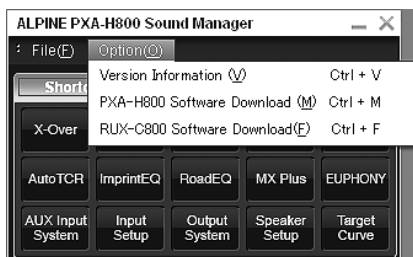 ALPINE PXA-H800 Sound Manager
File(F) Option(O)
Version Information (V) Ctrl + V
PXA-H800 Software Download (M) Ctrl + M
RUX-C800 Software Download(F) Ctrl + F
X-Over
AutoTCR ImprintEQ RoadEQ MX Plus EUPHONY
AUX Input System Input Setup Output System Speaker Setup Target Curve